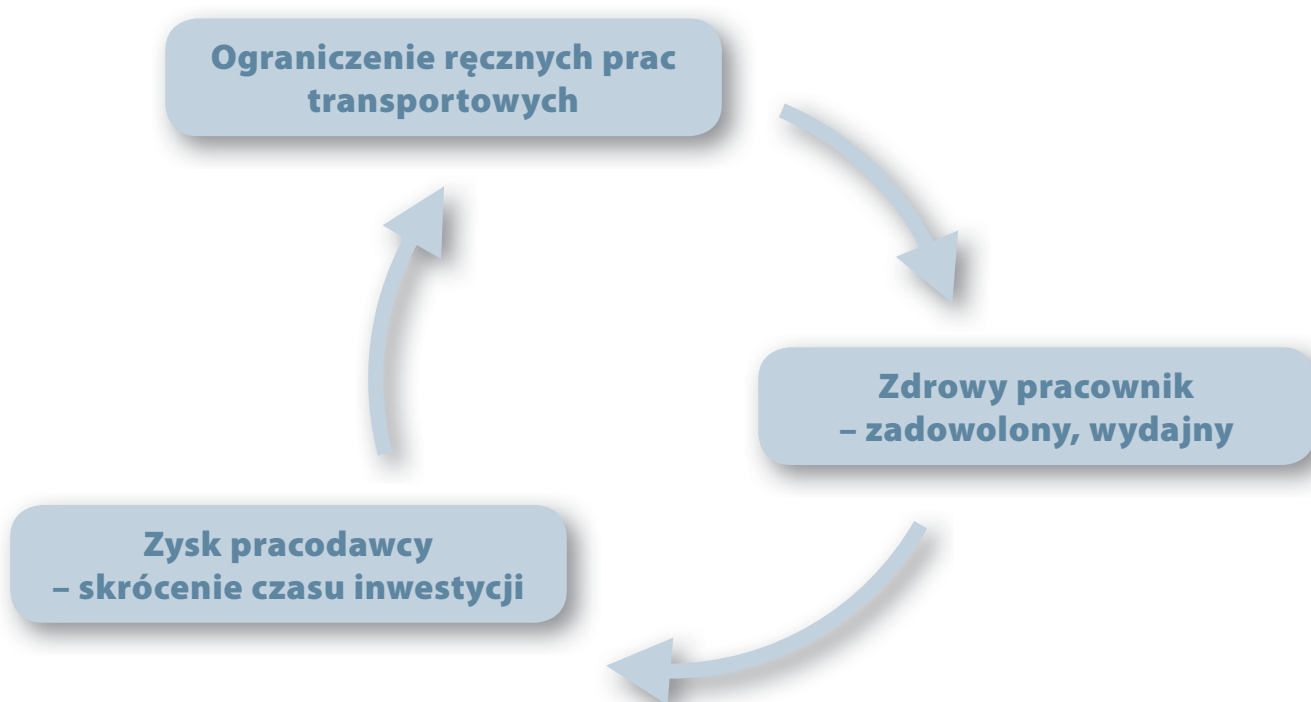 Ograniczenie ręcznych prac
transportowych
Zdrowy pracownik
– zadowolony, wydajny
Zysk pracodawcy
– skrócenie czasu inwestycji